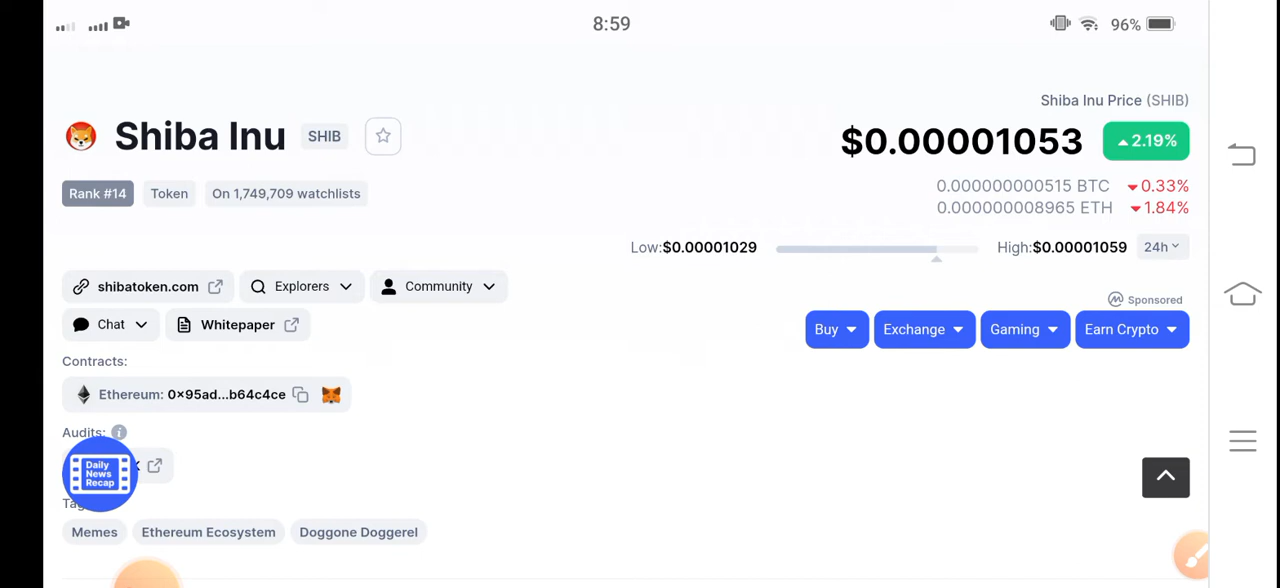 8:59
96%
Shiba Inu Price (SHIB)
Shiba Inu SHIB
$0.00001053 2.19%
Rank #14 Token On 1,749,709 watchlists
0.000000000515 BTC 0.33%
0.000000008965 ETH 1.84%
Low:$0.00001029 High:$0.00001059 24h
shibatoken.com Explorers Community
Sponsored
Chat Whitepaper
Buy Exchange Gaming Earn Crypto
Contracts:
Ethereum: 0×95ad...b64c4ce
Audits:
Daily
News
Recap
Memes Ethereum Ecosystem Doggone Doggerel